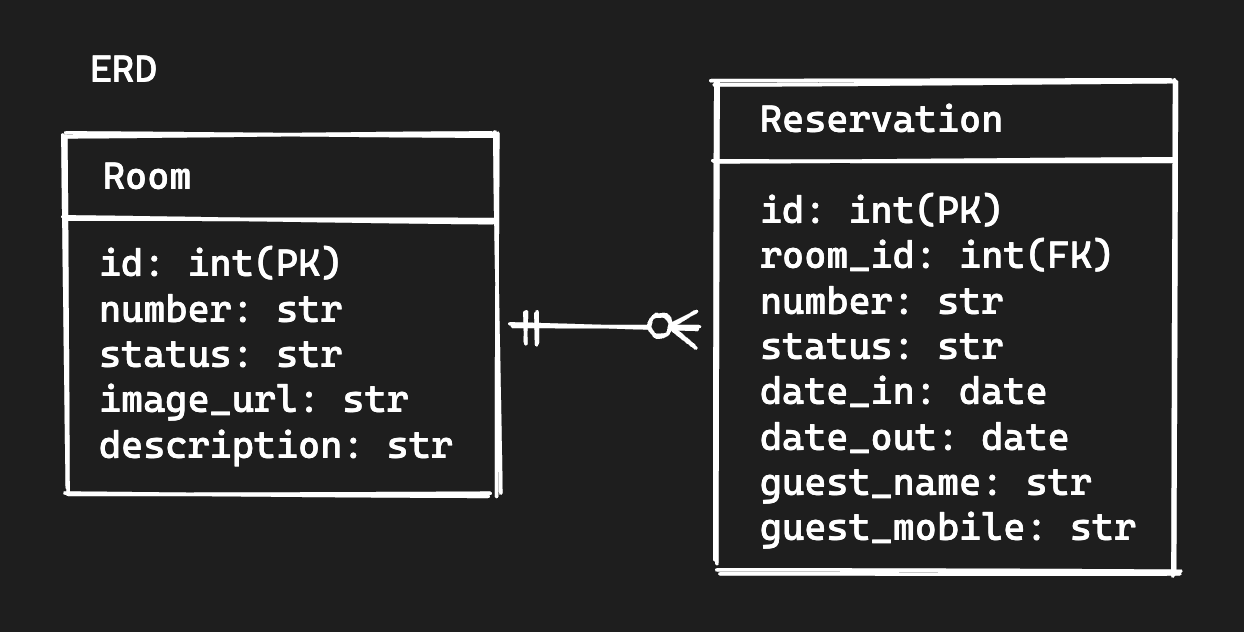 ERD
Room
id: int(PK)
number: str
status: str
image_url: str
description: str
Reservation
id: int(PK)
room_id: int(FK)
number: str
status: str
date_in: date
date_out: date
guest_name: str
guest_mobile: str